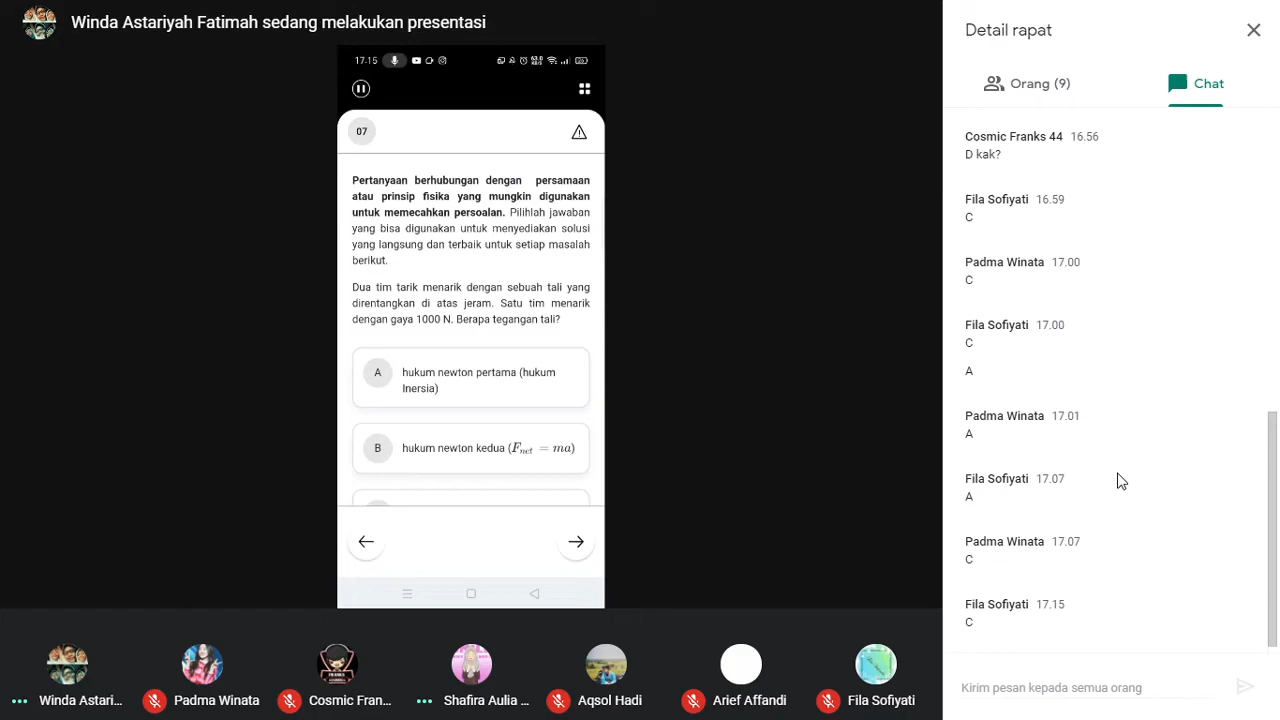 Winda Astariyah Fatimah sedang melakukan presentasi
17.15
07
Pertanyaan berhubungan dengan persamaan
atau prinsip fisika yang mungkin digunakan
untuk memecahkan persoalan. Pilihlah jawaban
yang bisa digunakan untuk menyediakan solusi
yang langsung dan terbaik untuk setiap masalah
berikut.
Dua tim tarik menarik dengan sebuah tali yang
direntangkan di atas jeram. Satu tim menarik
dengan gaya 1000 N. Berapa tegangan tali?
A hukum newton pertama (hukum
Inersia)
B hukum newton kedua (F_net = ma)
Winda Astari...
Padma Winata
Cosmic Fran...
Shafira Aulia ...
Aqsol Hadi
Arief Affandi
Fila Sofiyati
Detail rapat
Orang (9)
Chat
Cosmic Franks 44 16.56
D kak?
Fila Sofiyati 16.59
C
Padma Winata 17.00
C
Fila Sofiyati 17.00
C
A
Padma Winata 17.01
A
Fila Sofiyati 17.07
A
Padma Winata 17.07
C
Fila Sofiyati 17.15
C
Kirim pesan kepada semua orang